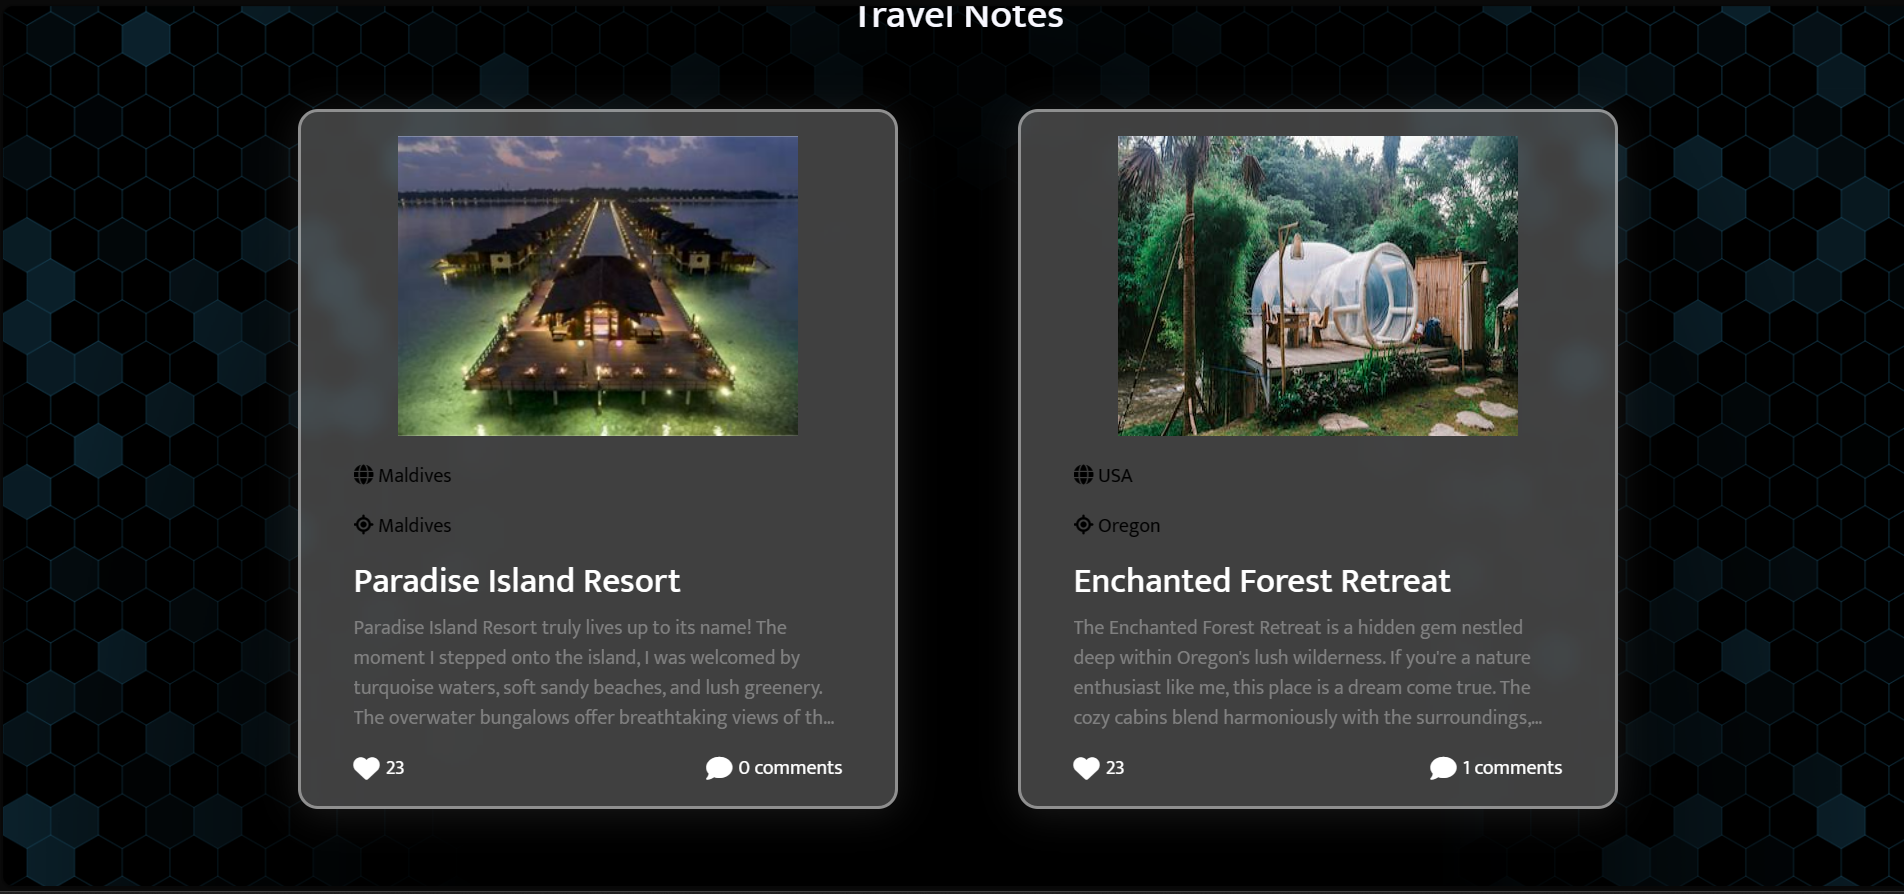 Travel Notes
Maldives
Maldives
Paradise Island Resort
Paradise Island Resort truly lives up to its name! The
moment I stepped onto the island, I was welcomed by
turquoise waters, soft sandy beaches, and lush greenery.
The overwater bungalows offer breathtaking views of th...
23
0 comments
USA
Oregon
Enchanted Forest Retreat
The Enchanted Forest Retreat is a hidden gem nestled
deep within Oregon's lush wilderness. If you're a nature
enthusiast like me, this place is a dream come true. The
cozy cabins blend harmoniously with the surroundings,...
23
1 comments